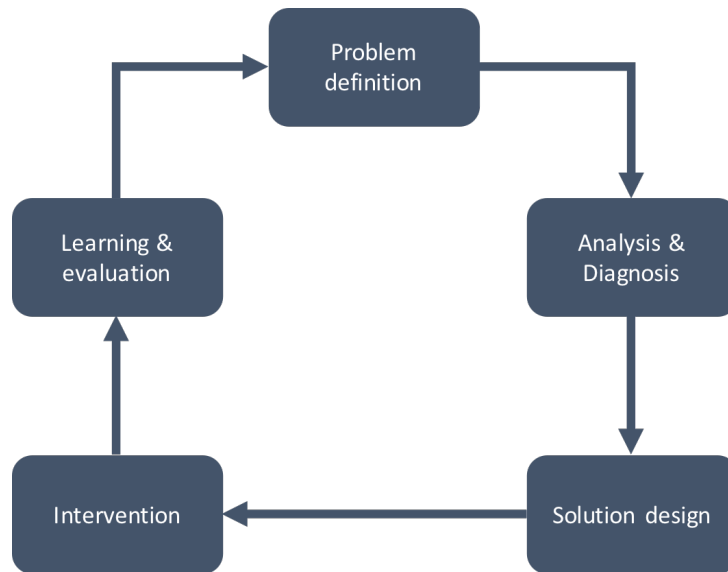 Problem
definition
Analysis &
Diagnosis
Solution design
Intervention
Learning &
evaluation